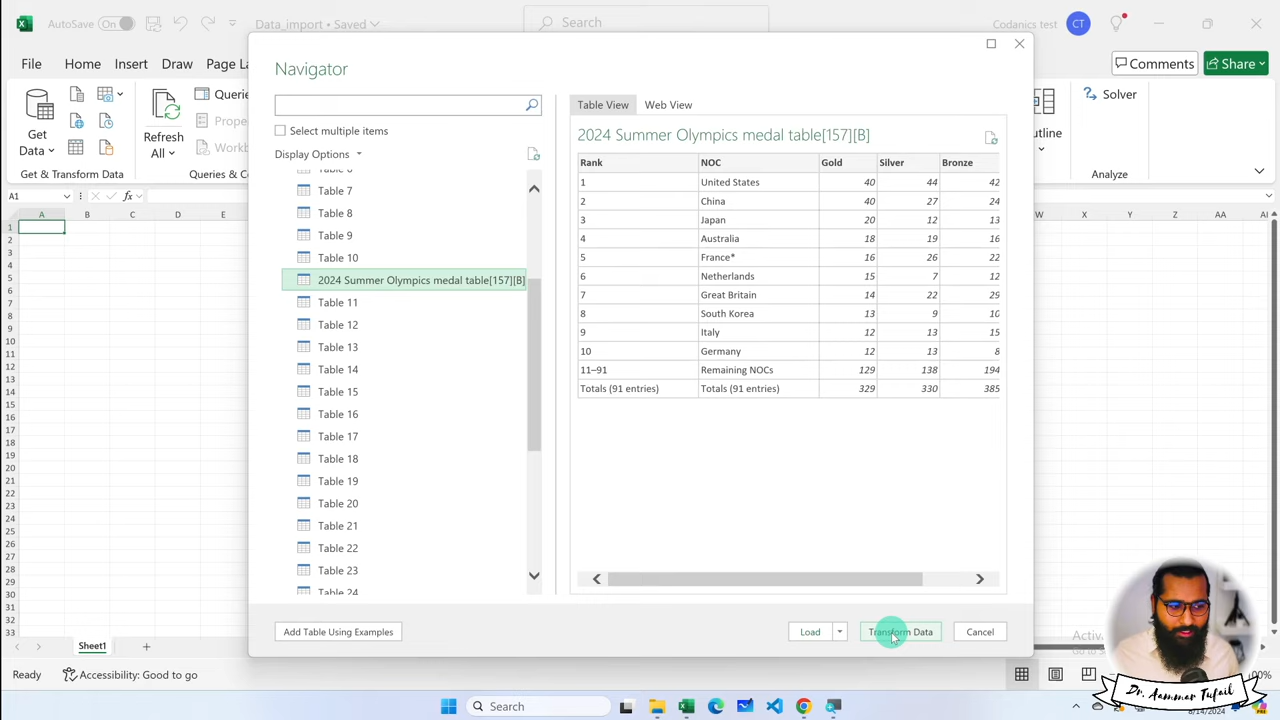 AutoSave On Data_import • Saved Search Codanics test CT
File Home Insert Draw Page La Comments Share
Get Data
Refresh All
Querie
Prope
Workb
Solver
utline
Get & Transform Data
Queries & Co
Analyze
A1 fx
A B C D W X Y Z AA
1
2
3
4
5
6
7
8
9
10
11
12
13
14
15
16
17
18
19
20
21
22
23
24
25
26
27
28
29
30
31
32
33
Navigator
Select multiple items
Display Options
Table 7
Table 8
Table 9
Table 10
2024 Summer Olympics medal table[157][B]
Table 11
Table 12
Table 13
Table 14
Table 15
Table 16
Table 17
Table 18
Table 19
Table 20
Table 21
Table 22
Table 23
Table 24
Table View Web View
2024 Summer Olympics medal table[157][B]
Rank NOC Gold Silver Bronze
1 United States 40 44 42
2 China 40 27 24
3 Japan 20 12 13
4 Australia 18 19 16
5 France* 16 26 22
6 Netherlands 15 7 12
7 Great Britain 14 22 29
8 South Korea 13 9 10
9 Italy 12 13 15
10 Germany 12 13 8
11–91 Remaining NOCs 129 138 194
Totals (91 entries) Totals (91 entries) 329 330 385
Add Table Using Examples Load Transform Data Cancel
Activ
Sheet1
Ready Accessibility: Good to go
Dr. Aammar Tufail
Search
8/14/2024